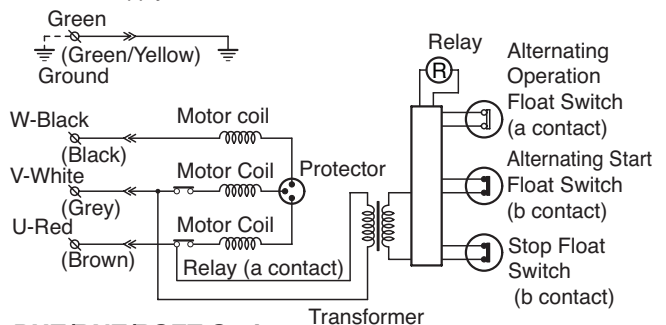 Green
(Green/Yellow)
Ground
W-Black
(Black)
V-White
(Grey)
U-Red
(Brown)
Motor coil
Motor Coil
Motor Coil
Protector
Relay (a contact)
Transformer
Relay
R
Alternating
Operation
Float Switch
(a contact)
Alternating Start
Float Switch
(b contact)
Stop Float
Switch
(b contact)